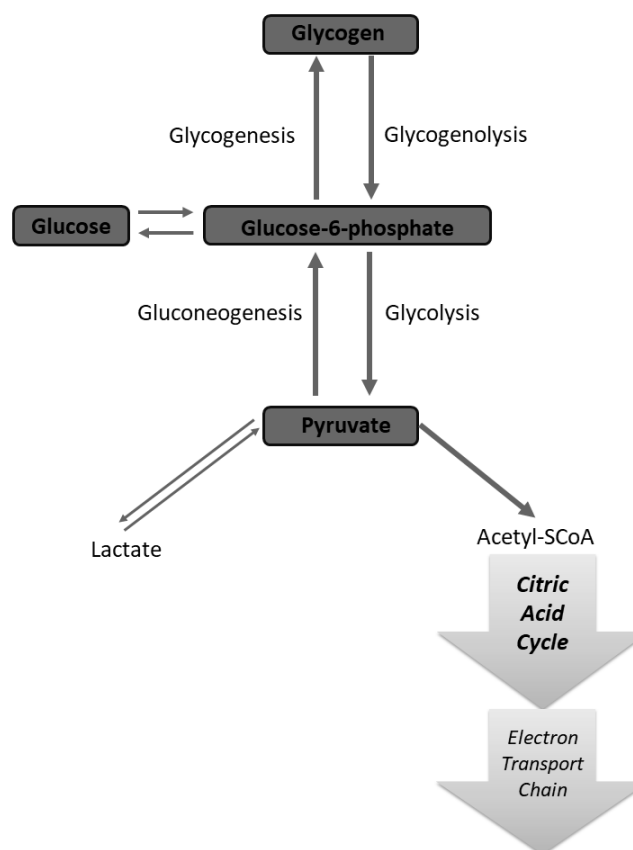 Glycogen
Glycogenesis
Glycogenolysis
Glucose
Glucose-6-phosphate
Gluconeogenesis
Glycolysis
Pyruvate
Lactate
Acetyl-SCoA
Citric
Acid
Cycle
Electron
Transport
Chain